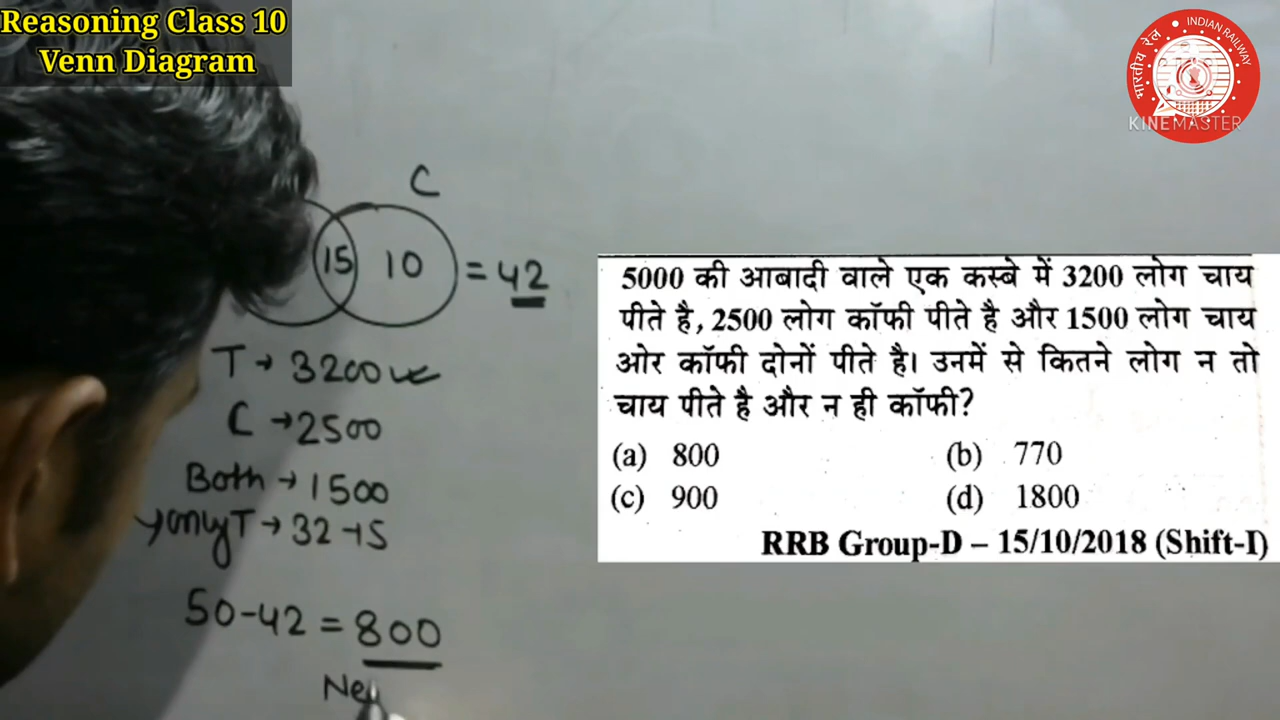 Reasoning Class 10
Venn Diagram
भारतीय रेल
INDIAN RAILWAY
KINEMASTER
C
15 10 = 42
T → 3200
C → 2500
Both → 1500
only T → 32 - 15
50-42 = 800
Ne
5000 की आबादी वाले एक कस्बे में 3200 लोग चाय
पीते है, 2500 लोग कॉफी पीते है और 1500 लोग चाय
ओर कॉफी दोनों पीते है। उनमें से कितने लोग न तो
चाय पीते है और न ही कॉफी?
(a) 800 (b) 770
(c) 900 (d) 1800
RRB Group-D – 15/10/2018 (Shift-I)